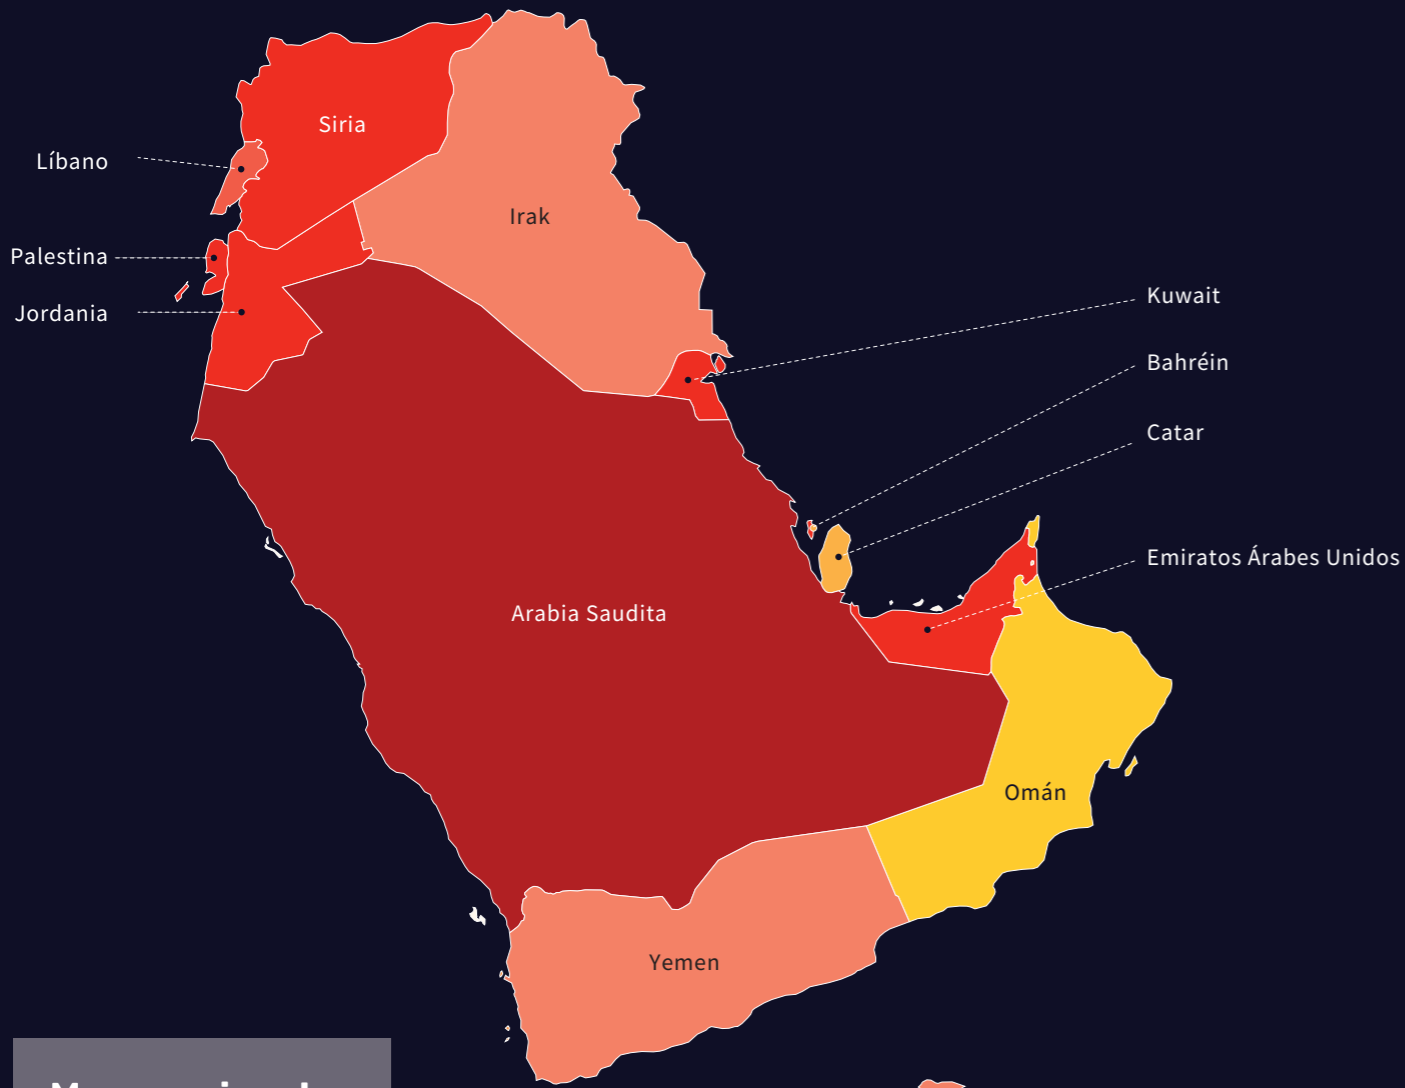 Siria
Líbano
Irak
Palestina
Jordania
Kuwait
Bahréin
Catar
Emiratos Árabes Unidos
Arabia Saudita
Omán
Yemen